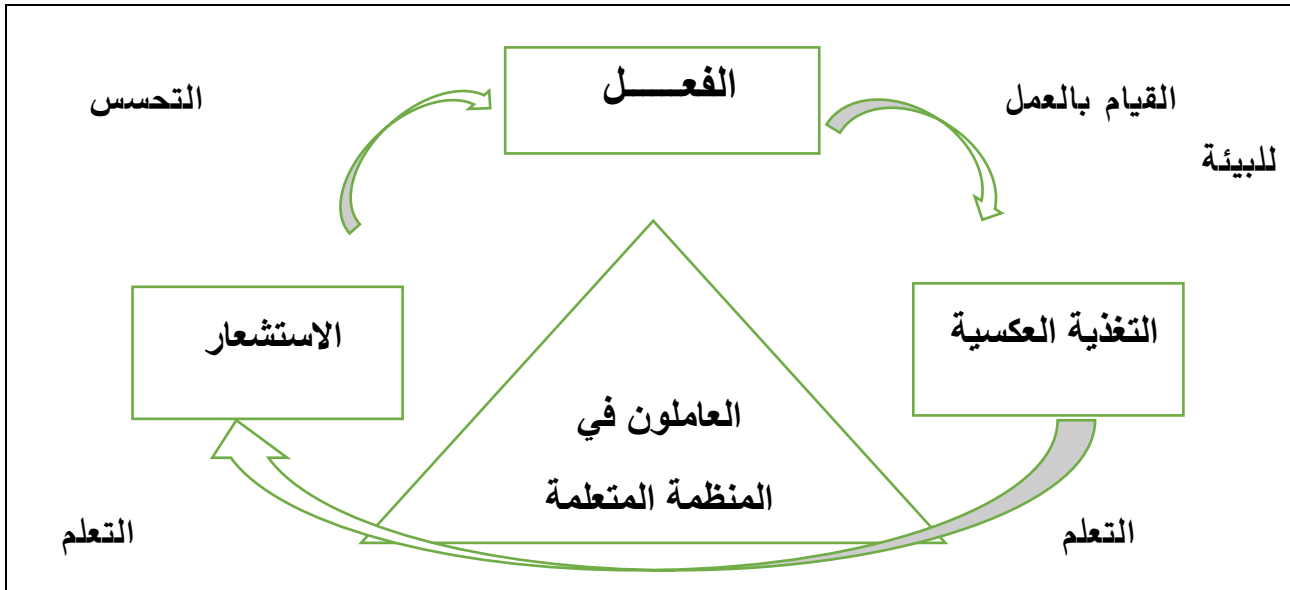 الفعـــــل
القيام بالعمل
التحسس
للبيئة
التغذية العكسية
الاستشعار
العاملون في
المنظمة المتعلمة
التعلم
التعلم